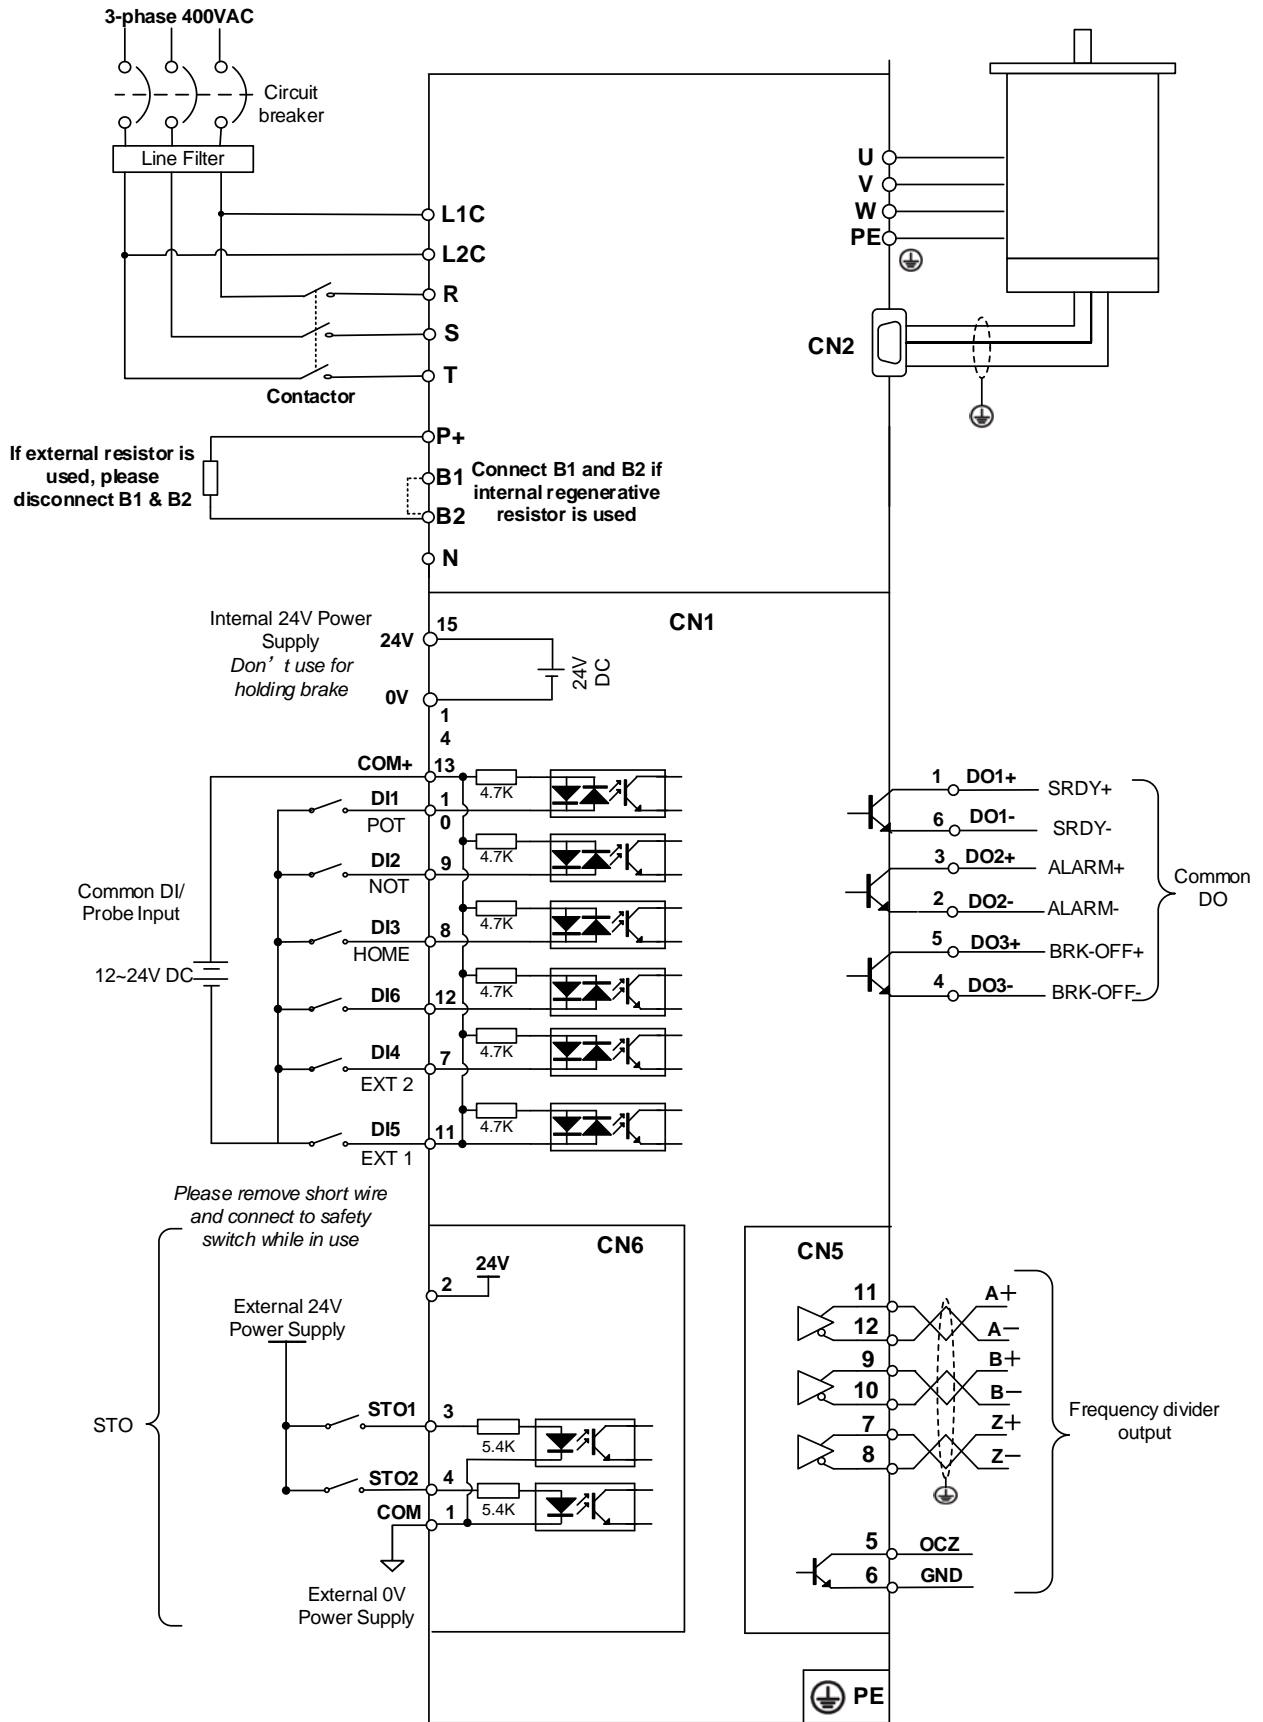 3-phase 400VAC
Circuit
breaker
Line Filter
L1C
L2C
R
S
T
Contactor
U
V
W
PE
CN2
If external resistor is
used, please
disconnect B1 & B2
P+
B1
B2
N
Connect B1 and B2 if
internal regenerative
resistor is used
CN1
Internal 24V Power
Supply
Don't use for
holding brake
24V
15
0V
1
4
24V
DC
Common DI/
Probe Input
12~24V DC
COM+
13
4.7K
DI1
POT
1
0
4.7K
DI2
NOT
9
4.7K
DI3
HOME
8
4.7K
DI6
12
4.7K
DI4
EXT 2
7
4.7K
DI5
EXT 1
11
1
DO1+
SRDY+
6
DO1-
SRDY-
3
DO2+
ALARM+
2
DO2-
ALARM-
5
DO3+
BRK-OFF+
4
DO3-
BRK-OFF-
Common
DO
Please remove short wire
and connect to safety
switch while in use
STO
CN6
24V
2
External 24V
Power Supply
STO1
3
5.4K
STO2
4
5.4K
COM
1
External 0V
Power Supply
CN5
11
A+
12
A-
9
B+
10
B-
7
Z+
8
Z-
5
OCZ
6
GND
Frequency divider
output
PE